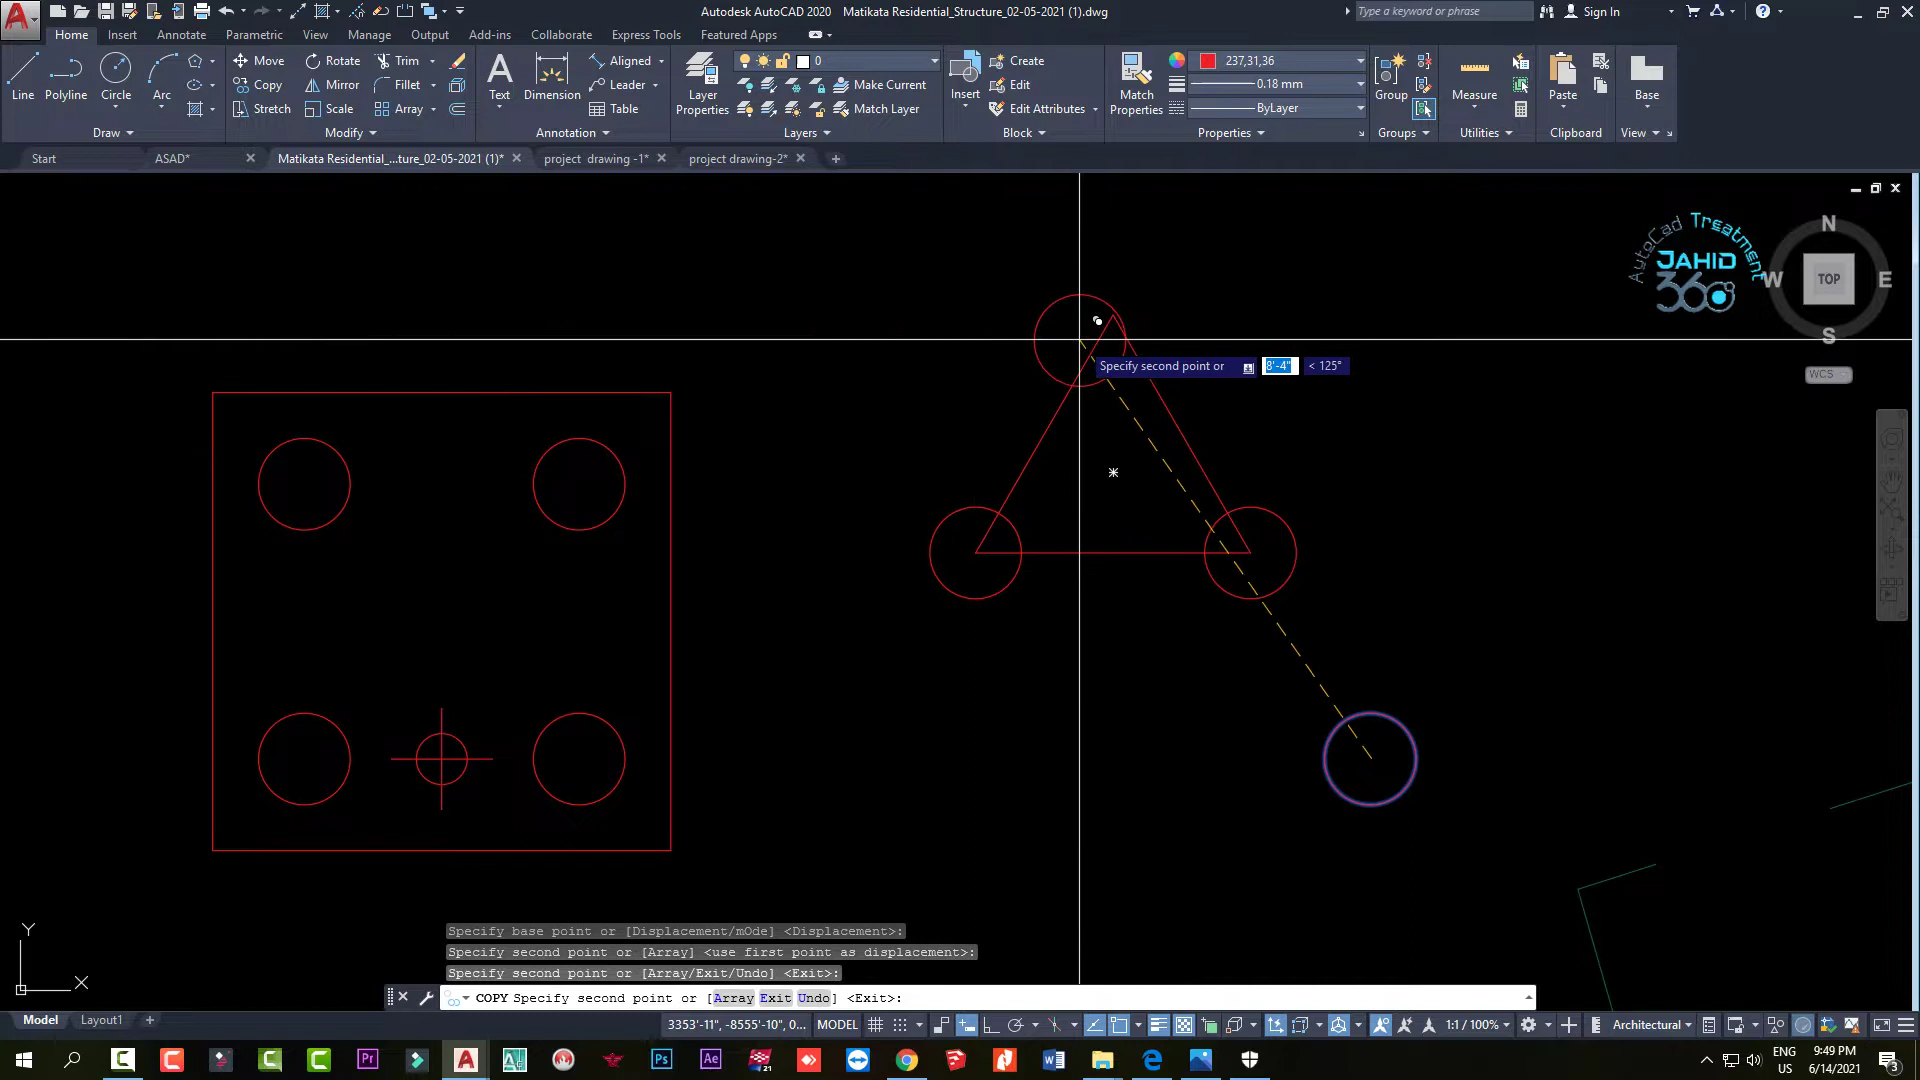 Autodesk AutoCAD 2020 Matikata Residential_Structure_02-05-2021 (1).dwg
Type a keyword or phrase
Sign In
Home Insert Annotate Parametric View Manage Output Add-ins Collaborate Express Tools Featured Apps
Line Polyline Circle Arc
Move Rotate Trim
Copy Mirror Fillet
Stretch Scale Array
Text Dimension
Aligned
Leader
Table
Layer Properties
0
Make Current
Match Layer
Insert
Create
Edit
Edit Attributes
Match Properties
237,31,36
0.18 mm
ByLayer
Group
Measure
Paste
Base
Draw Modify Annotation Layers Block Properties Groups Utilities Clipboard View
Start ASAD* Matikata Residential_...ture_02-05-2021 (1)* project drawing -1* project drawing-2*
AutoCad Treatment
JAHID
360
N
W TOP E
S
WCS
Specify second point or 8'-4" < 125°
Y
X
Specify base point or [Displacement/mOde] <Displacement>:
Specify second point or [Array] <use first point as displacement>:
Specify second point or [Array/Exit/Undo] <Exit>:
COPY Specify second point or [Array Exit Undo] <Exit>:
Model Layout1
3353'-11", -8555'-10", 0... MODEL 1:1 / 100% Architectural
Pr Ps Ae 21
ENG 9:49 PM
US 6/14/2021
3